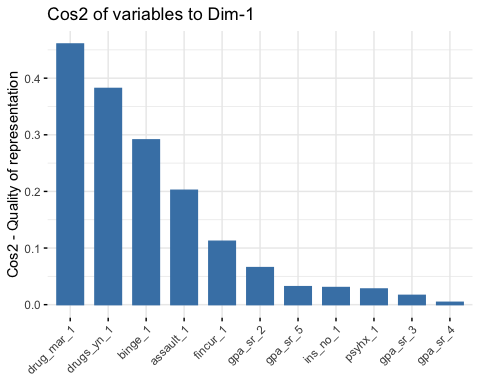 Cos2 of variables to Dim-1
Cos2 - Quality of representation
0.4
0.3
0.2
0.1
0.0
drug_mar_1
drugs_yn_1
binge_1
assault_1
fincur_1
gpa_sr_2
gpa_sr_5
ins_no_1
psyhx_1
gpa_sr_3
gpa_sr_4